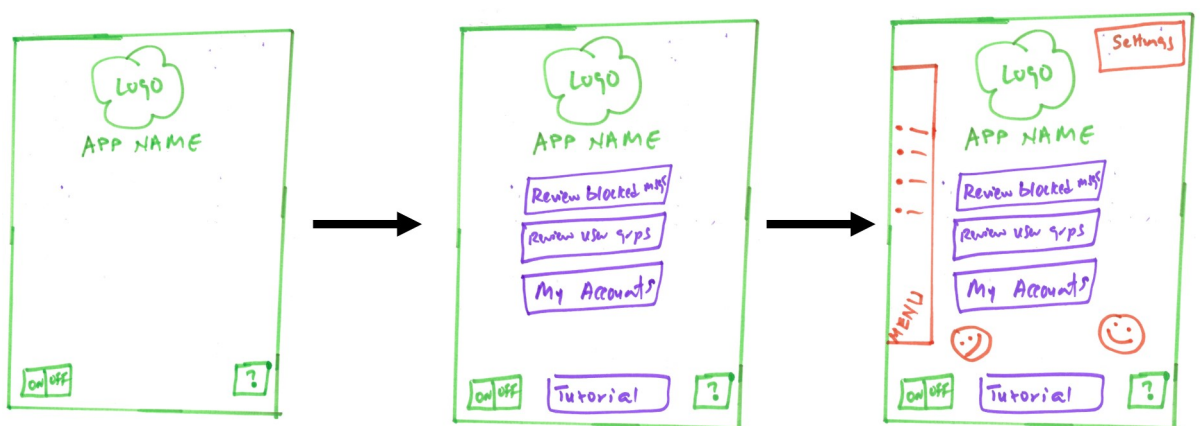 LOGO
APP NAME
ON OFF
?
LOGO
APP NAME
Review blocked msgs
Review user grps
My Accounts
ON OFF
Tutorial
?
Settings
LOGO
APP NAME
Review blocked msgs
Review user grps
My Accounts
MENU
ON OFF
Tutorial
?